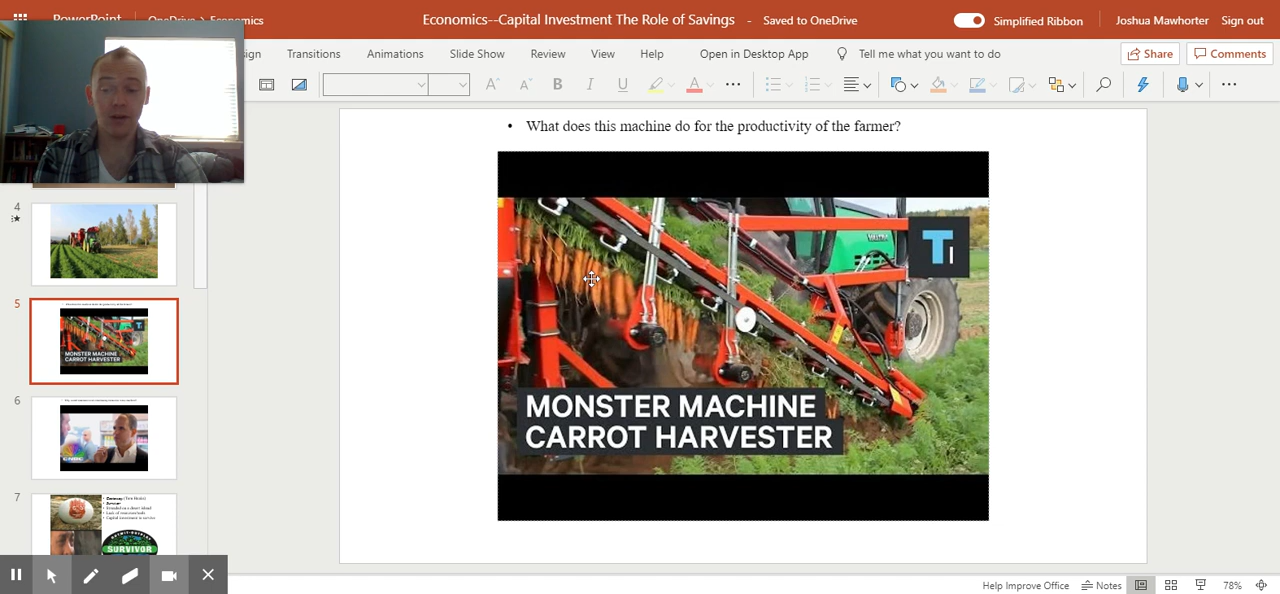 PowerPoint
OneDrive > Economics
Economics--Capital Investment The Role of Savings - Saved to OneDrive
Simplified Ribbon
Joshua Mawhorter
Sign out
Transitions
Animations
Slide Show
Review
View
Help
Open in Desktop App
Tell me what you want to do
Share
Comments
• What does this machine do for the productivity of the farmer?
Ti
MONSTER MACHINE
CARROT HARVESTER
4
5
MONSTER MACHINE
CARROT HARVESTER
6
CNBC
7
SURVIVOR
Help Improve Office
Notes
78%